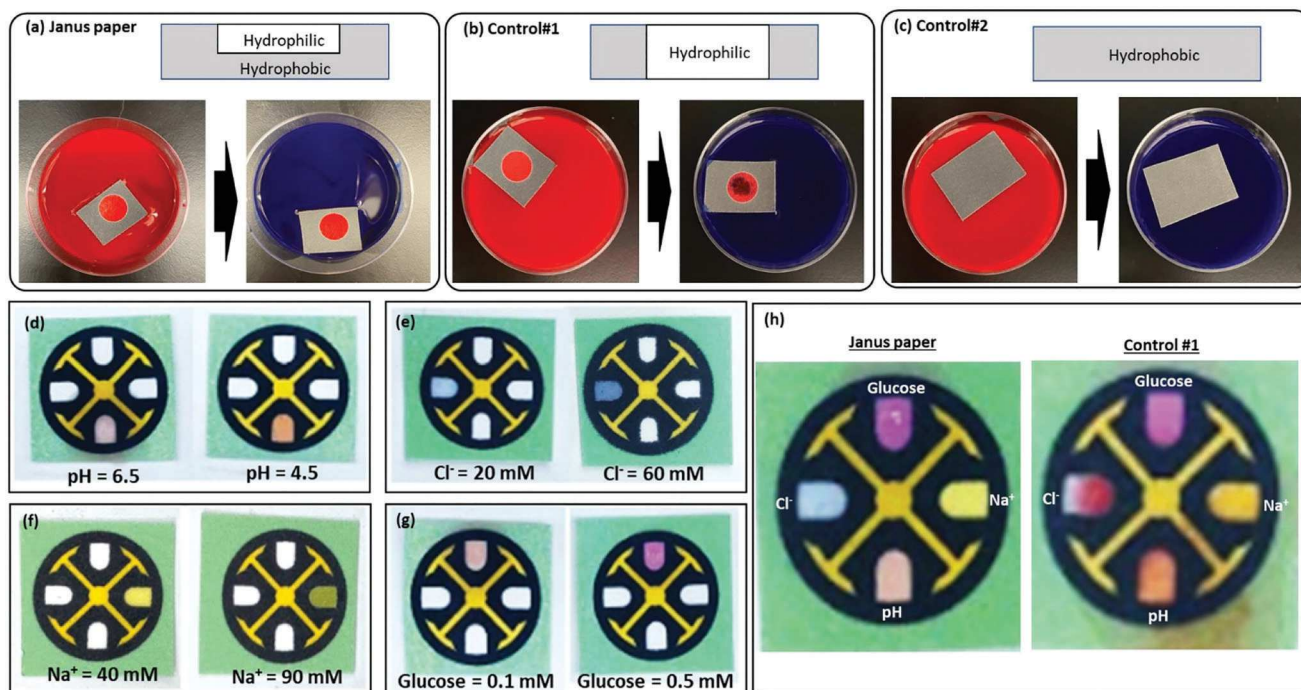 (a) Janus paper
Hydrophilic
Hydrophobic
(b) Control#1
Hydrophilic
(c) Control#2
Hydrophobic
(d)
pH = 6.5
pH = 4.5
(e)
Cl⁻ = 20 mM
Cl⁻ = 60 mM
(f)
Na⁺ = 40 mM
Na⁺ = 90 mM
(g)
Glucose = 0.1 mM
Glucose = 0.5 mM
(h)
Janus paper
Glucose
Cl⁻
Na⁺
pH
Control #1
Glucose
Cl⁻
Na⁺
pH